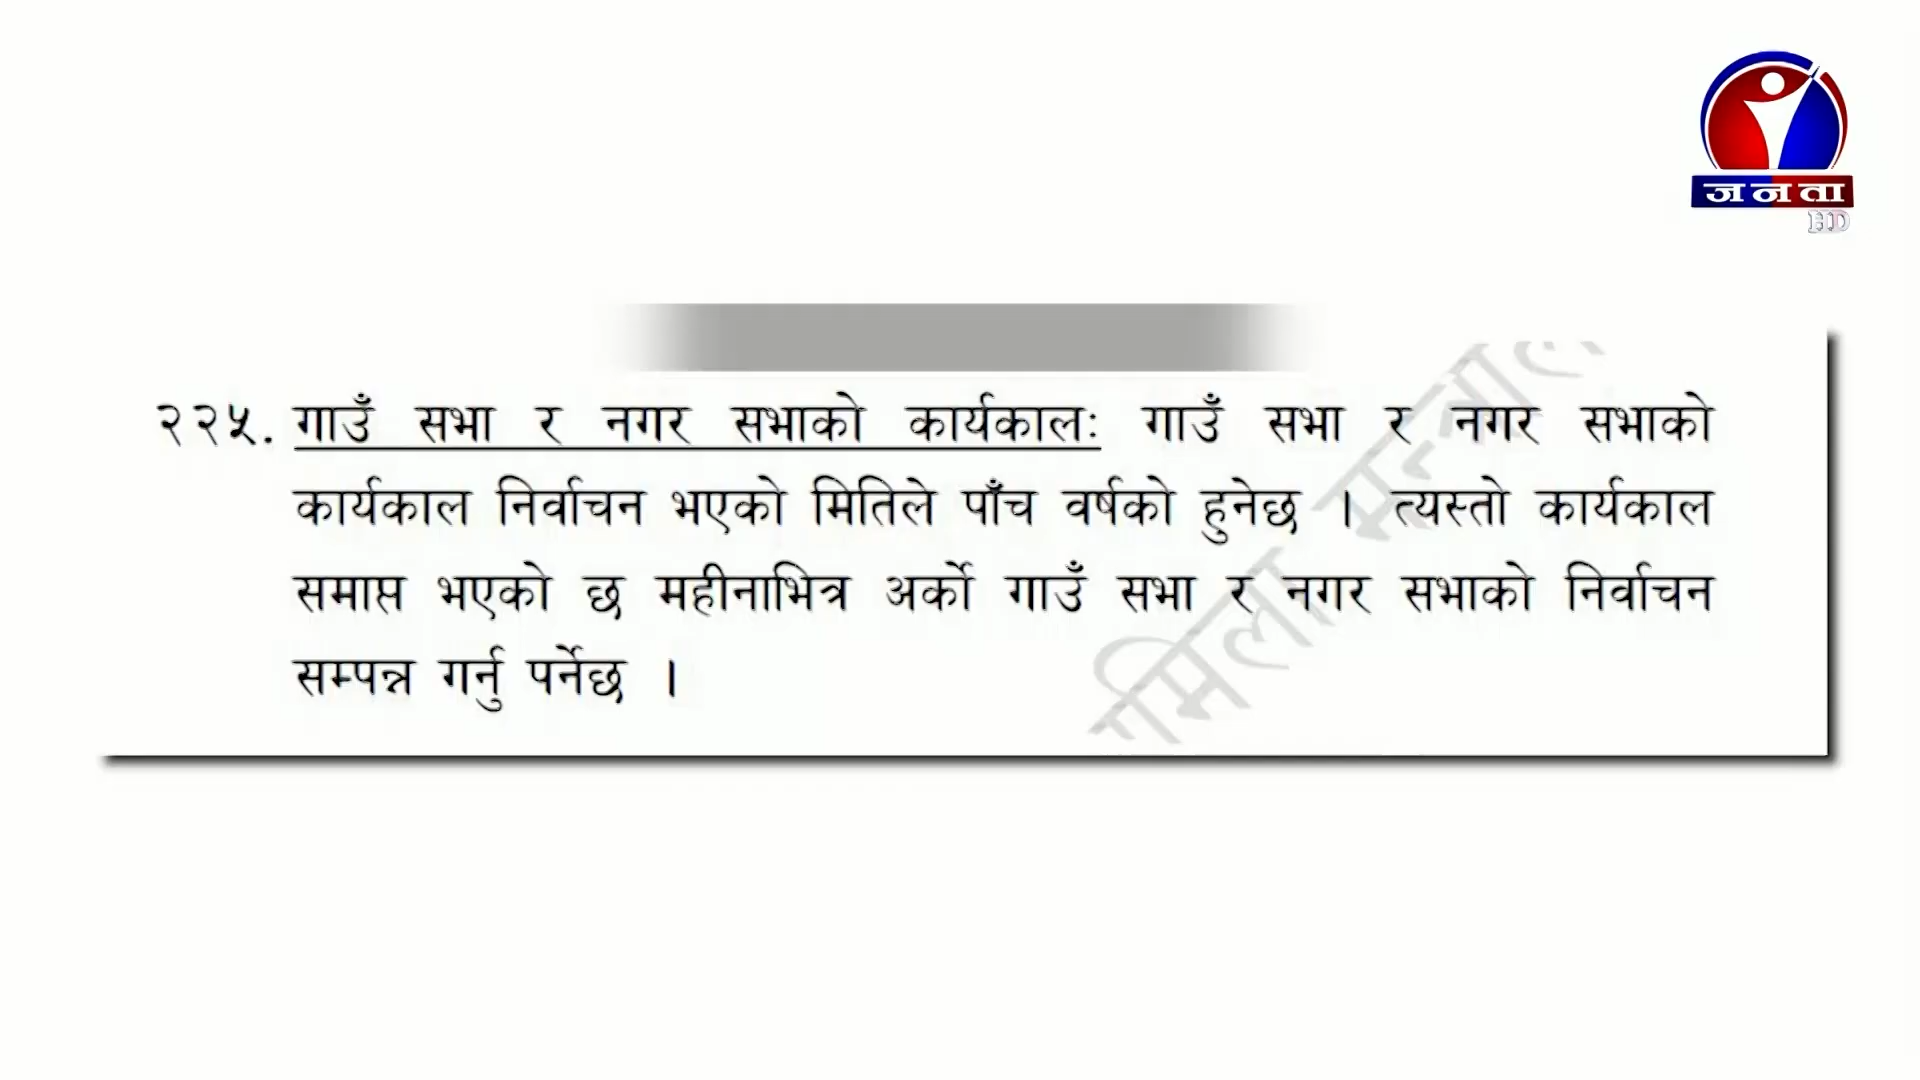 जनता
HD
२२५. गाउँ सभा र नगर सभाको कार्यकालः गाउँ सभा र नगर सभाको
कार्यकाल निर्वाचन भएको मितिले पाँच वर्षको हुनेछ । त्यस्तो कार्यकाल
समाप्त भएको छ महीनाभित्र अर्को गाउँ सभा र नगर सभाको निर्वाचन
सम्पन्न गर्नु पर्नेछ ।